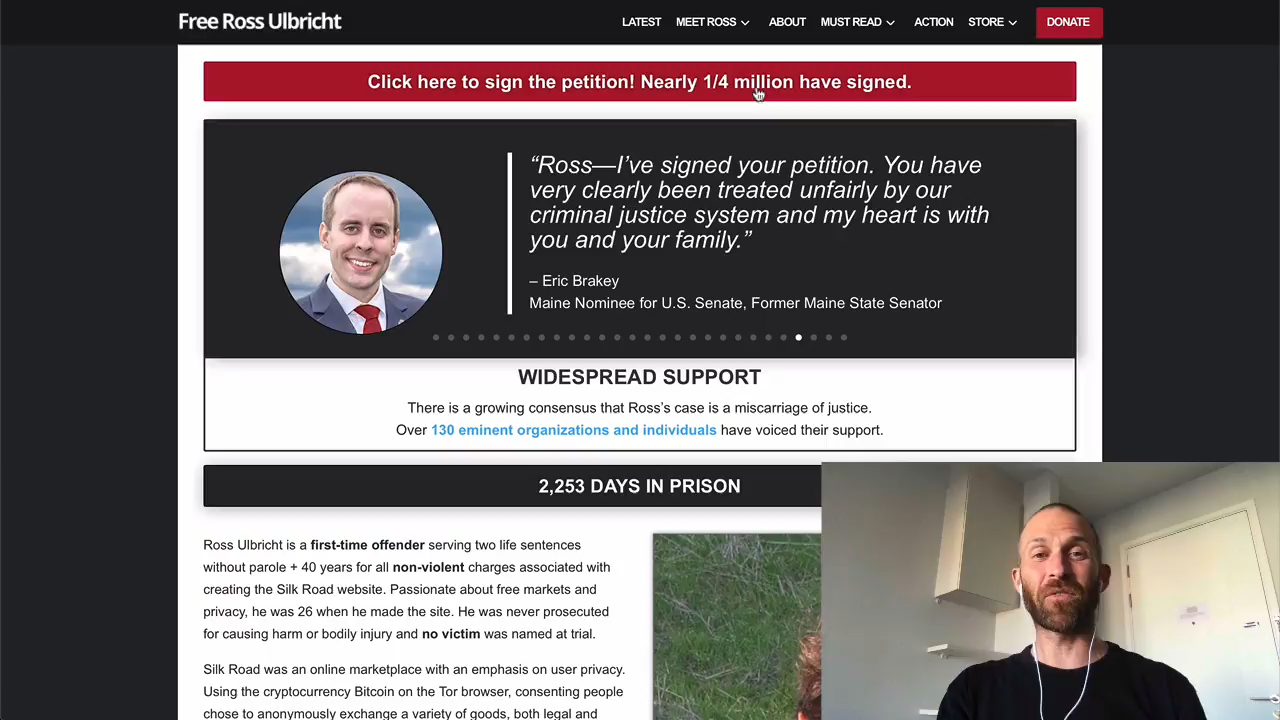 Free Ross Ulbricht
LATEST MEET ROSS ABOUT MUST READ ACTION STORE DONATE
Click here to sign the petition! Nearly 1/4 million have signed.
“Ross—I’ve signed your petition. You have
very clearly been treated unfairly by our
criminal justice system and my heart is with
you and your family.”
– Eric Brakey
Maine Nominee for U.S. Senate, Former Maine State Senator
WIDESPREAD SUPPORT
There is a growing consensus that Ross’s case is a miscarriage of justice.
Over 130 eminent organizations and individuals have voiced their support.
2,253 DAYS IN PRISON
Ross Ulbricht is a first-time offender serving two life sentences
without parole + 40 years for all non-violent charges associated with
creating the Silk Road website. Passionate about free markets and
privacy, he was 26 when he made the site. He was never prosecuted
for causing harm or bodily injury and no victim was named at trial.
Silk Road was an online marketplace with an emphasis on user privacy.
Using the cryptocurrency Bitcoin on the Tor browser, consenting people
chose to anonymously exchange a variety of goods, both legal and